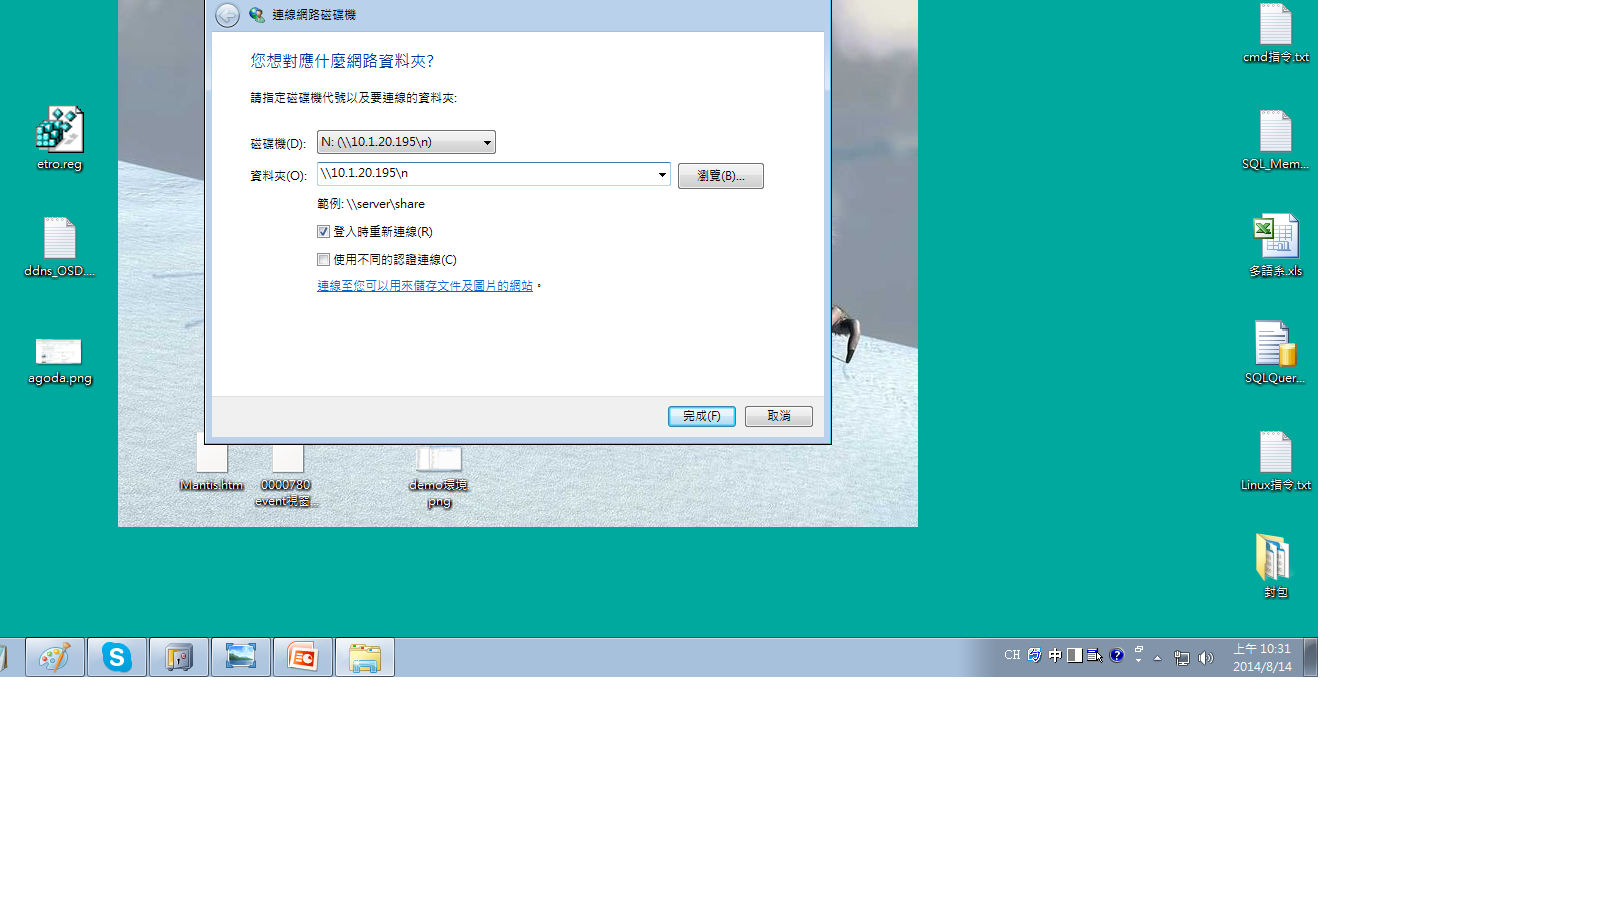 連線網路磁碟機
您想對應什麼網路資料夾?
請指定磁碟機代號以及要連線的資料夾:
磁碟機(D):
N: (\\10.1.20.195\n)
資料夾(O):
\\10.1.20.195\n
瀏覽(B)...
範例: \\server\share
登入時重新連線(R)
使用不同的認證連線(C)
連線至您可以用來儲存文件及圖片的網站。
完成(F)
取消
etro.reg
ddns_OSD....
agoda.png
Mantis.htm
0000780
event視窗...
demo環境.
png
cmd指令.txt
SQL_Mem...
多語系.xls
SQLQuer...
Linux指令.txt
封包
CH
中
上午 10:31
2014/8/14